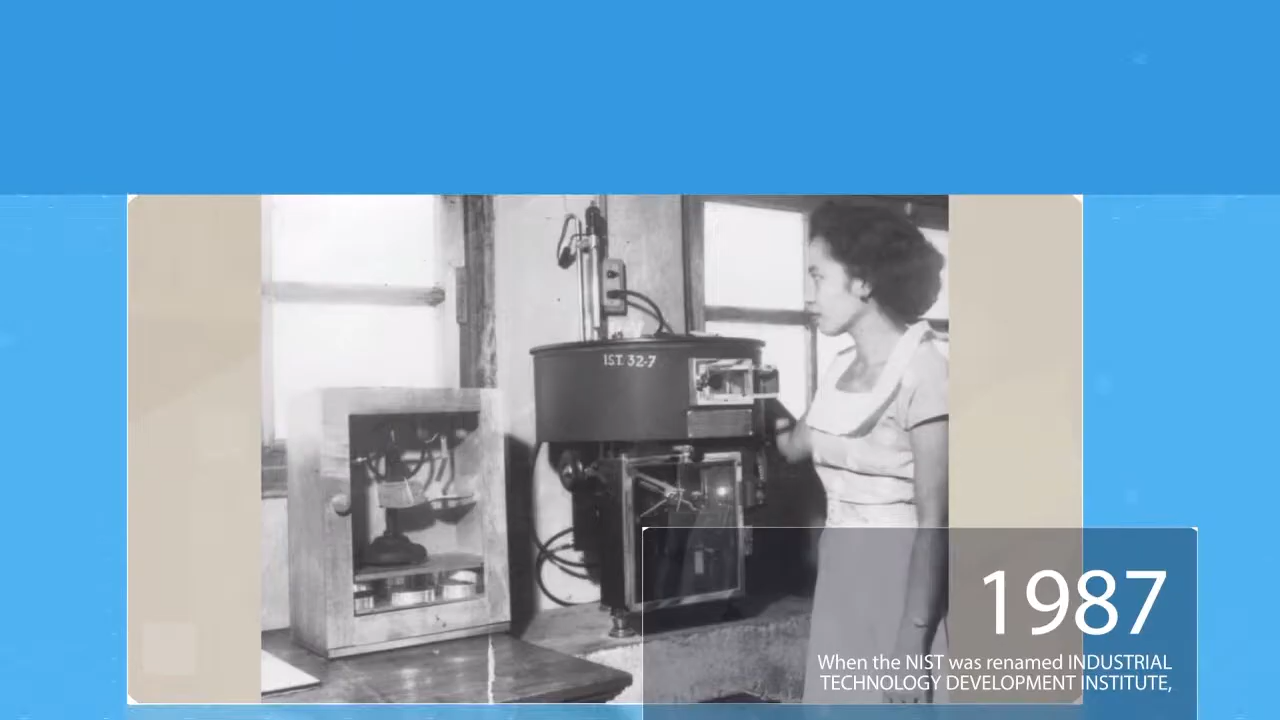 IST. 32-7
1987
When the NIST was renamed INDUSTRIAL
TECHNOLOGY DEVELOPMENT INSTITUTE,